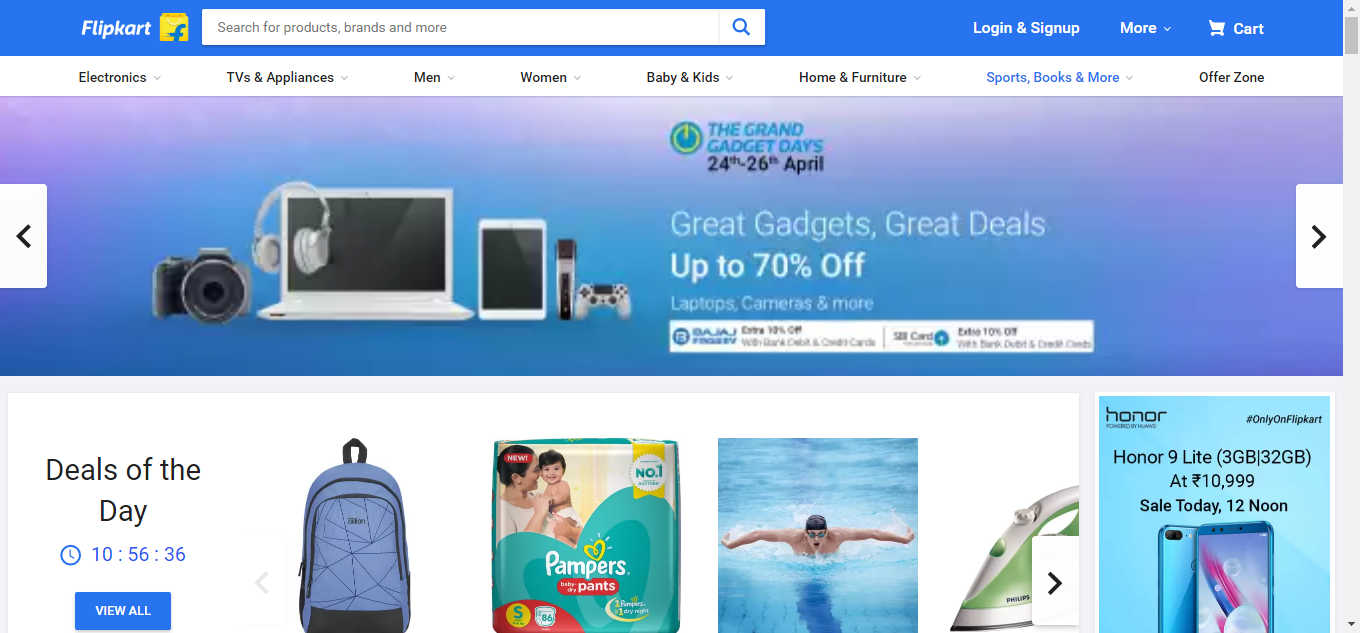 Flipkart
Search for products, brands and more
Login & Signup
More
Cart
Electronics
TVs & Appliances
Men
Women
Baby & Kids
Home & Furniture
Sports, Books & More
Offer Zone
THE GRAND
GADGET DAYS
24th-26th April
Great Gadgets, Great Deals
Up to 70% Off
Laptops, Cameras & more
BAJAJ
FINSERV
Extra 10% Off
With Bank Debit & Credit Cards
SBI Card
Extra 10% Off
With Bank Debit & Credit Cards
Deals of the
Day
10 : 56 : 36
VIEW ALL
Billion
NEW!
NO.1
Pampers
baby-dry pants
S
86
Pampers
#1 dry night
PHILIPS
honor
POWERED BY HUAWEI
#OnlyOnFlipkart
Honor 9 Lite (3GB|32GB)
At ₹10,999
Sale Today, 12 Noon